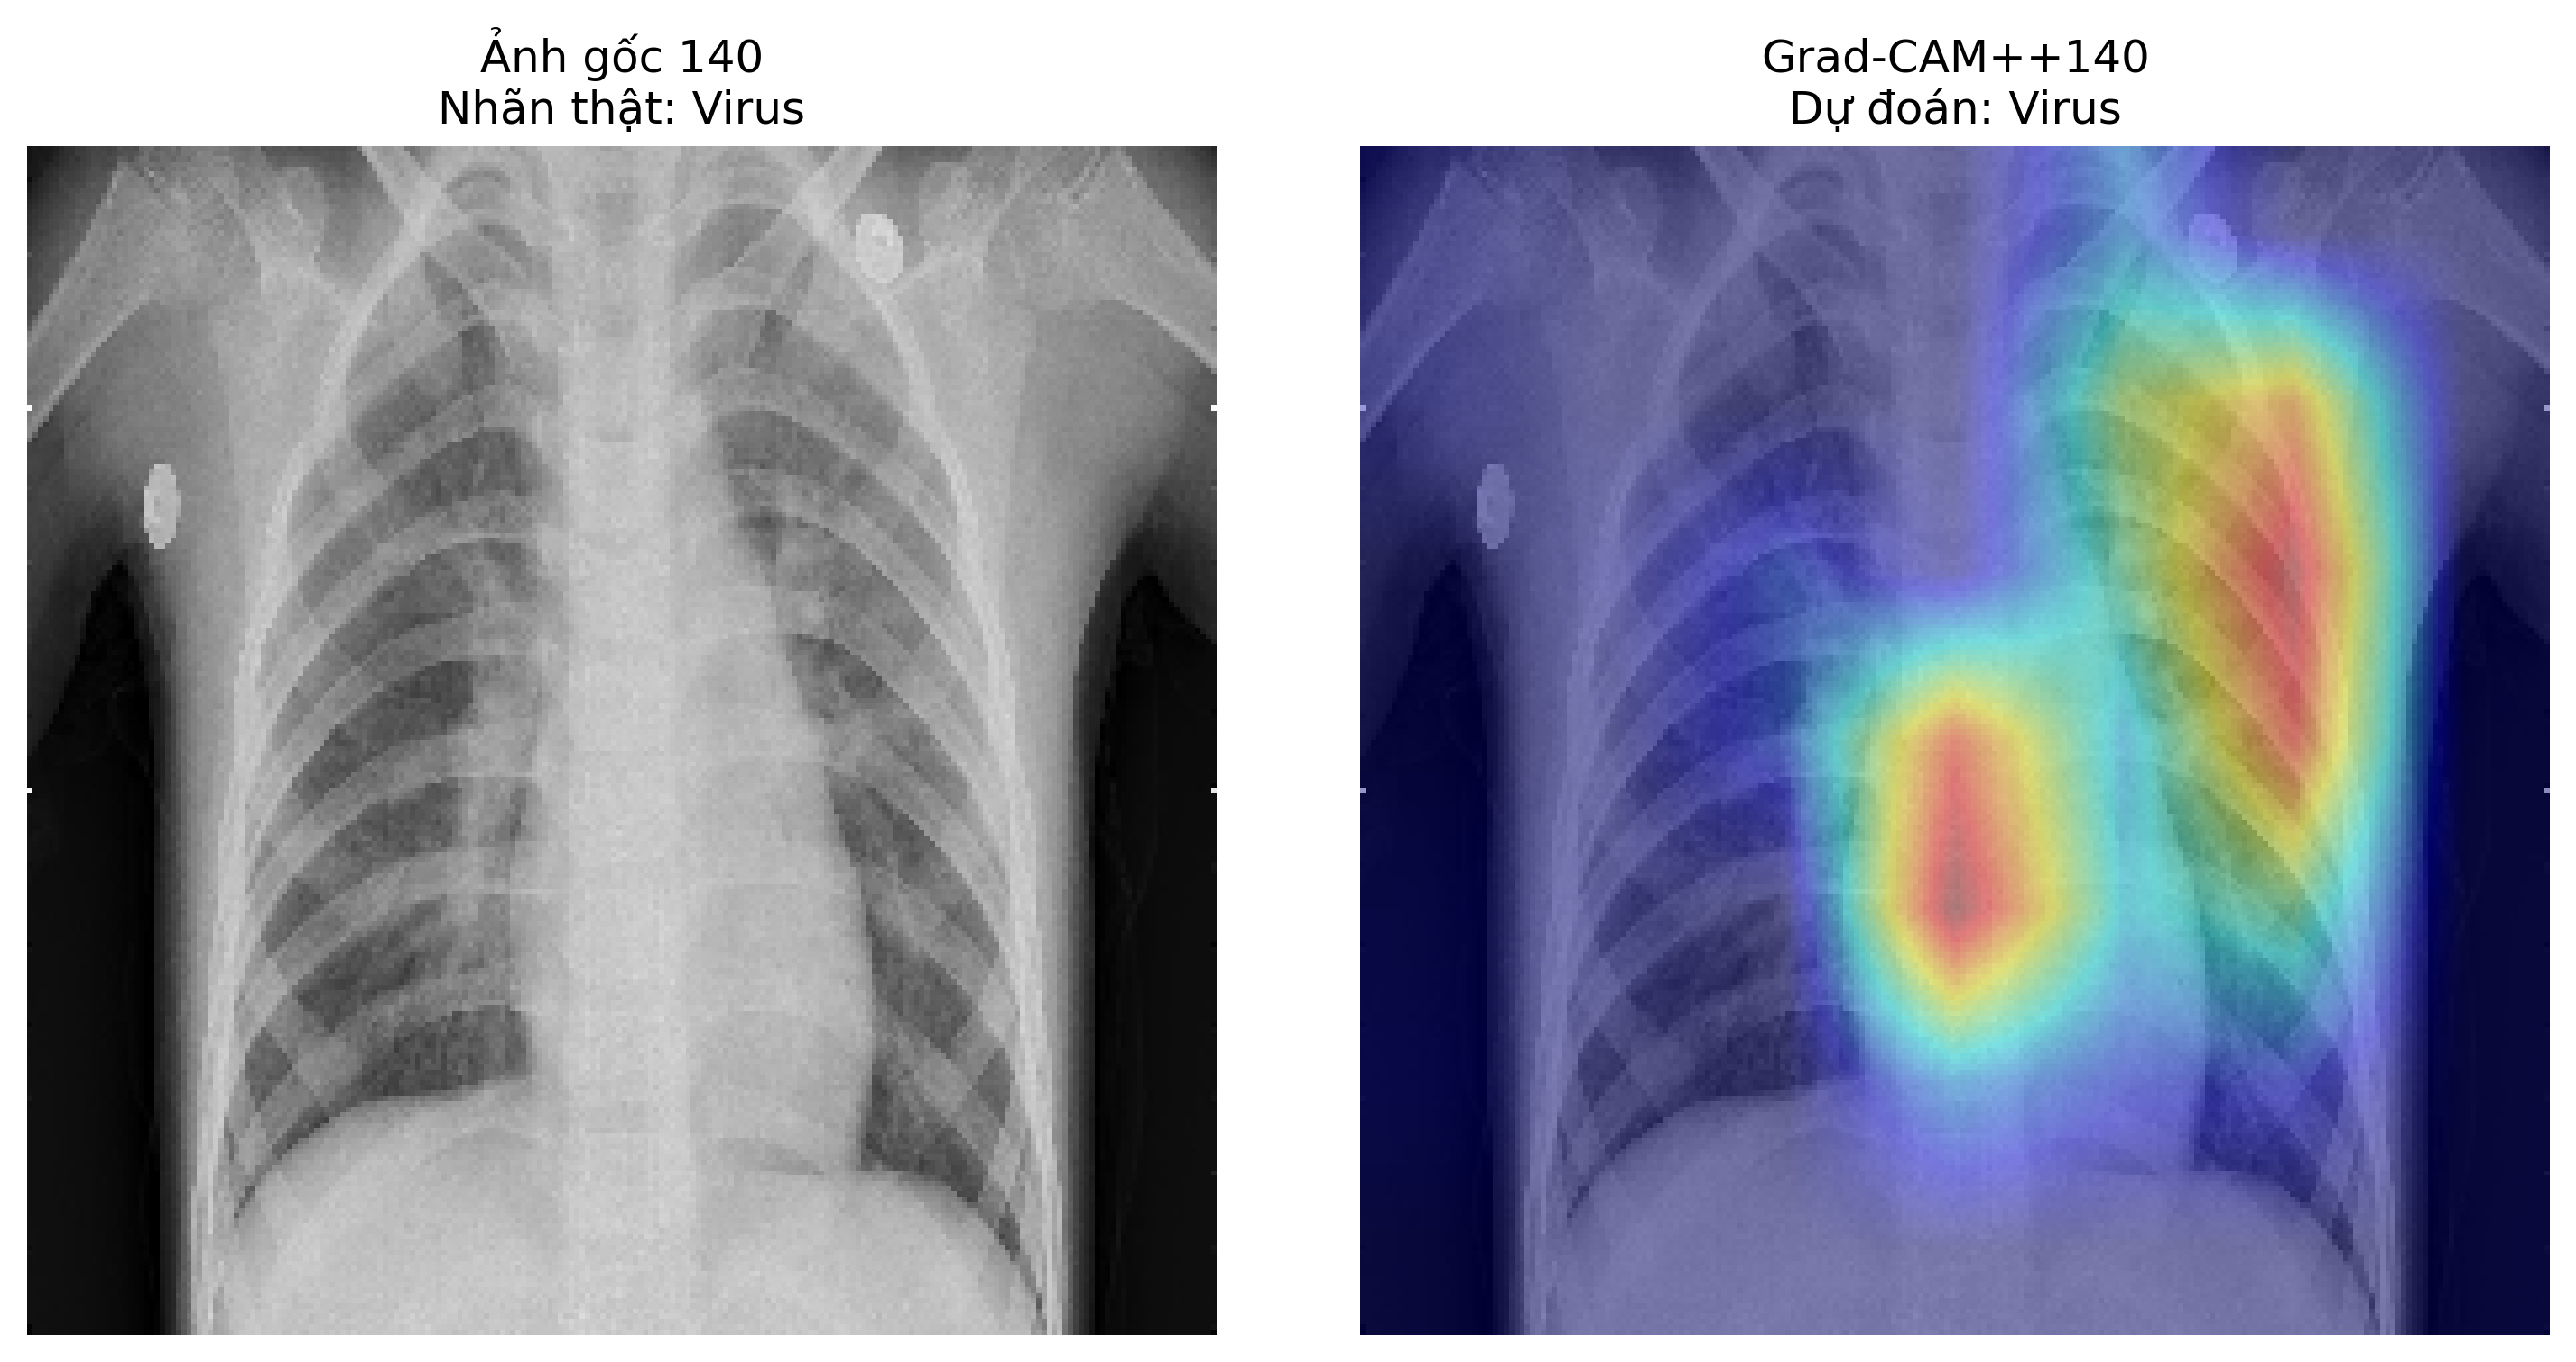 Ảnh gốc 140
Nhãn thật: Virus
Grad-CAM++140
Dự đoán: Virus